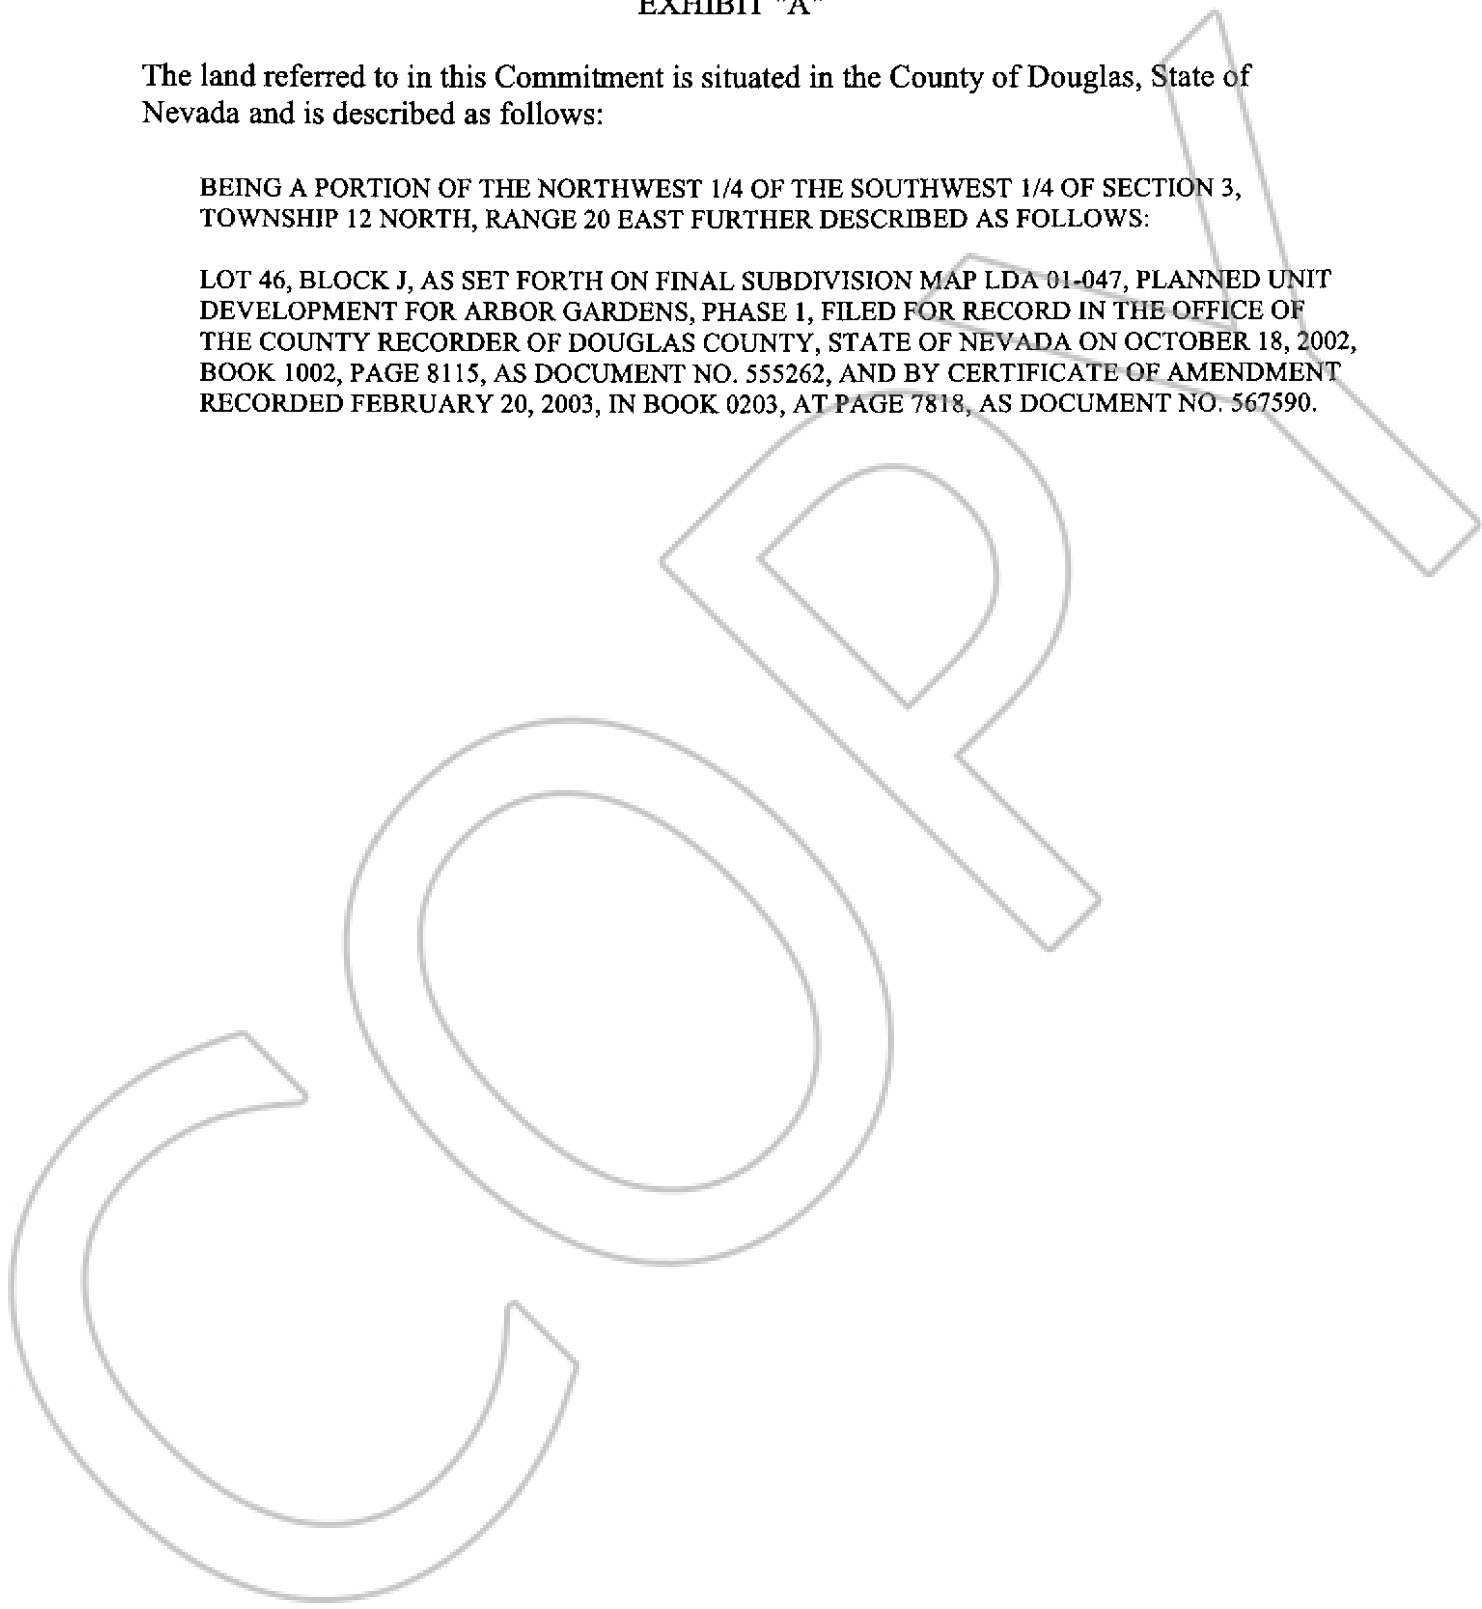 EXHIBIT "A"
The land referred to in this Commitment is situated in the County of Douglas, State of
Nevada and is described as follows:
BEING A PORTION OF THE NORTHWEST 1/4 OF THE SOUTHWEST 1/4 OF SECTION 3,
TOWNSHIP 12 NORTH, RANGE 20 EAST FURTHER DESCRIBED AS FOLLOWS:
LOT 46, BLOCK J, AS SET FORTH ON FINAL SUBDIVISION MAP LDA 01-047, PLANNED UNIT
DEVELOPMENT FOR ARBOR GARDENS, PHASE 1, FILED FOR RECORD IN THE OFFICE OF
THE COUNTY RECORDER OF DOUGLAS COUNTY, STATE OF NEVADA ON OCTOBER 18, 2002,
BOOK 1002, PAGE 8115, AS DOCUMENT NO. 555262, AND BY CERTIFICATE OF AMENDMENT
RECORDED FEBRUARY 20, 2003, IN BOOK 0203, AT PAGE 7818, AS DOCUMENT NO. 567590.
COPY